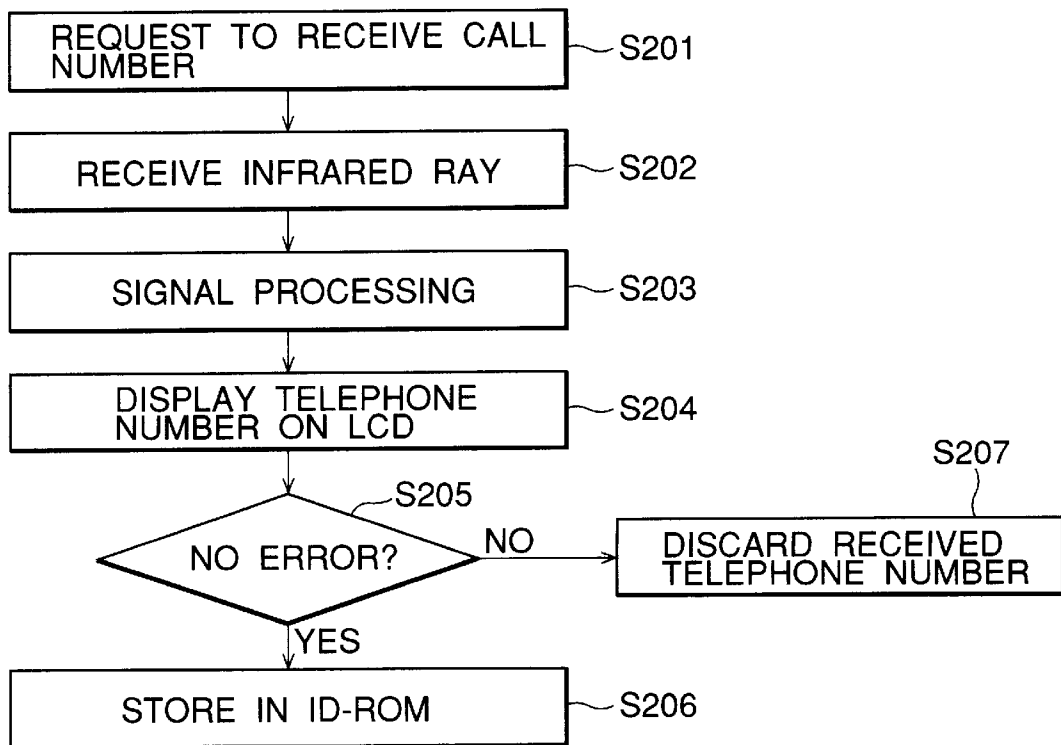 REQUEST TO RECEIVE CALL
NUMBER
S201
RECEIVE INFRARED RAY
S202
SIGNAL PROCESSING
S203
DISPLAY TELEPHONE
NUMBER ON LCD
S204
S205
NO ERROR?
NO
S207
DISCARD RECEIVED
TELEPHONE NUMBER
YES
STORE IN ID-ROM
S206